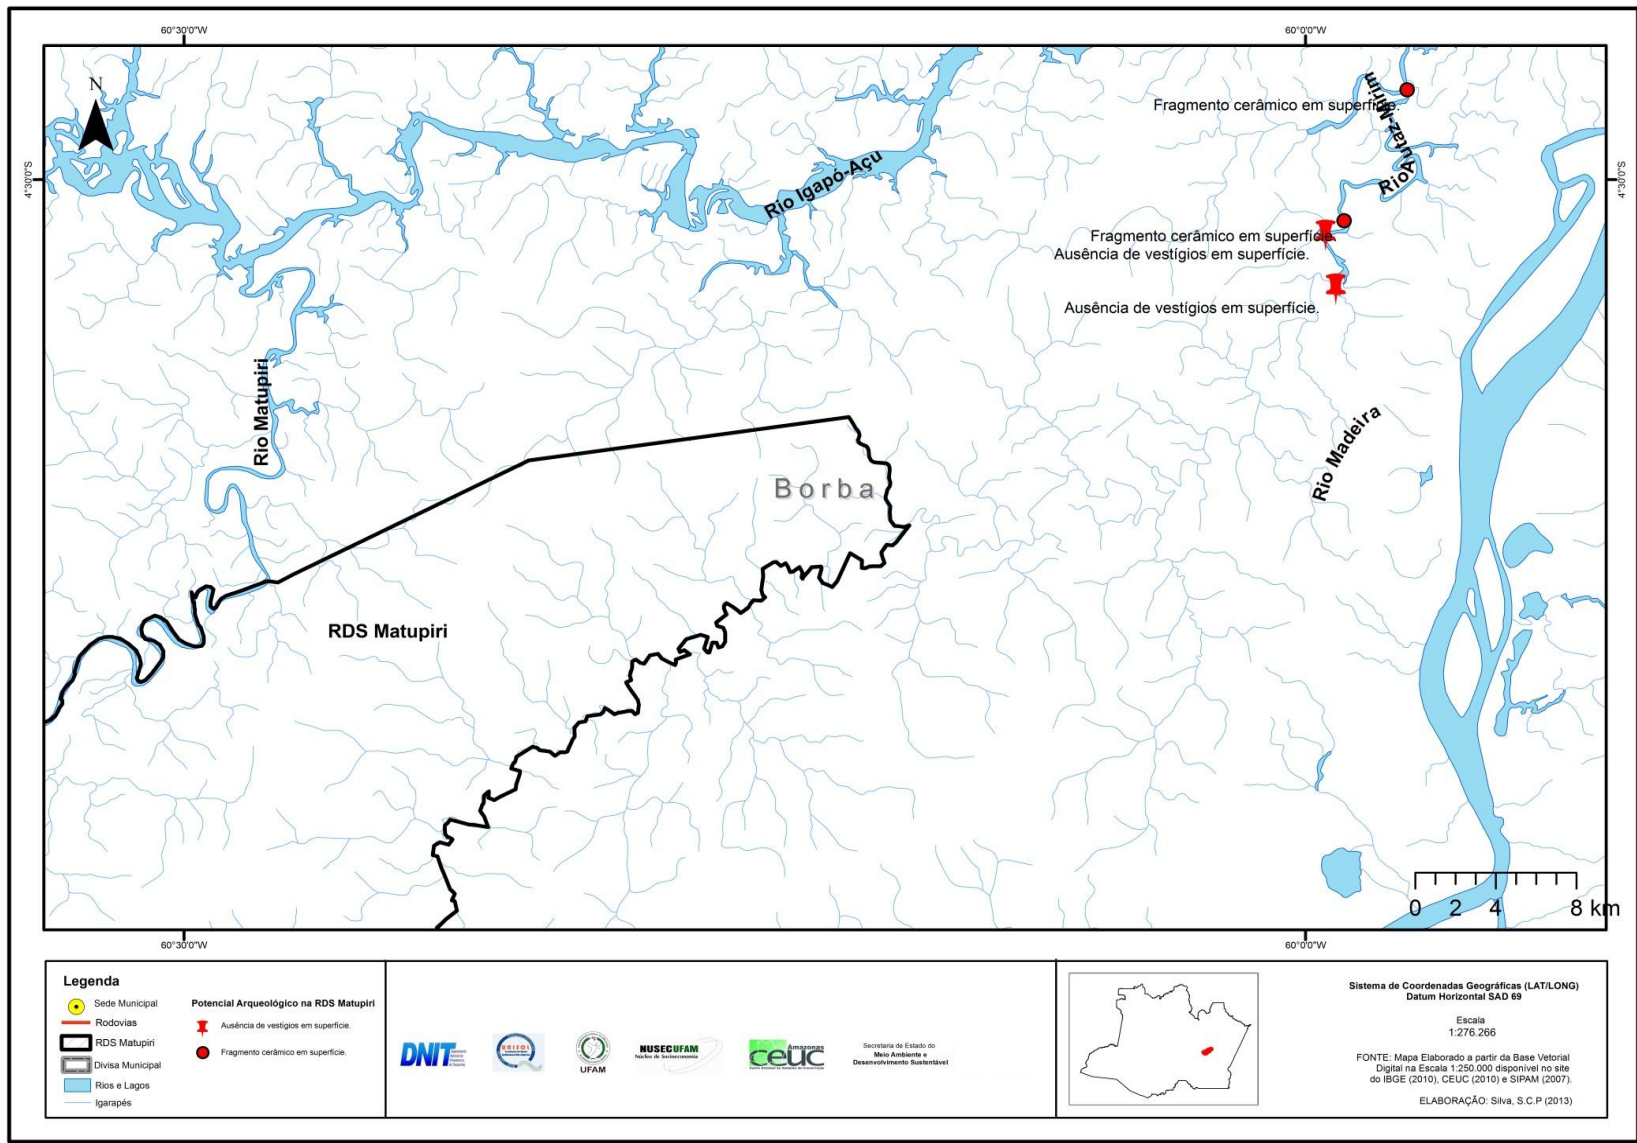 60°30'0"W
60°0'0"W
N
Fragmento cerâmico em superfície.
Rio Autaz-Mirim
4°30'0"S
4°30'0"S
Rio Igapó-Açu
Fragmento cerâmico em superfície.
Ausência de vestígios em superfície.
Ausência de vestígios em superfície.
Rio Matupiri
Rio Madeira
Borba
RDS Matupiri
0 2 4 8 km
60°30'0"W
60°0'0"W
Legenda
Sede Municipal
Rodovias
RDS Matupiri
Divisa Municipal
Rios e Lagos
Igarapés
Potencial Arqueológico na RDS Matupiri
Ausência de vestígios em superfície.
Fragmento cerâmico em superfície.
DNIT
UNISOL
UFAM
NUSECUFAM
Núcleo de Socioeconomia
Amazonas
ceuc
Secretaria de Estado do
Meio Ambiente e
Desenvolvimento Sustentável
Sistema de Coordenadas Geográficas (LAT/LONG)
Datum Horizontal SAD 69
Escala
1:276.266
FONTE: Mapa Elaborado a partir da Base Vetorial
Digital na Escala 1:250.000 disponível no site
do IBGE (2010), CEUC (2010) e SIPAM (2007).
ELABORAÇÃO: Silva, S.C.P (2013)